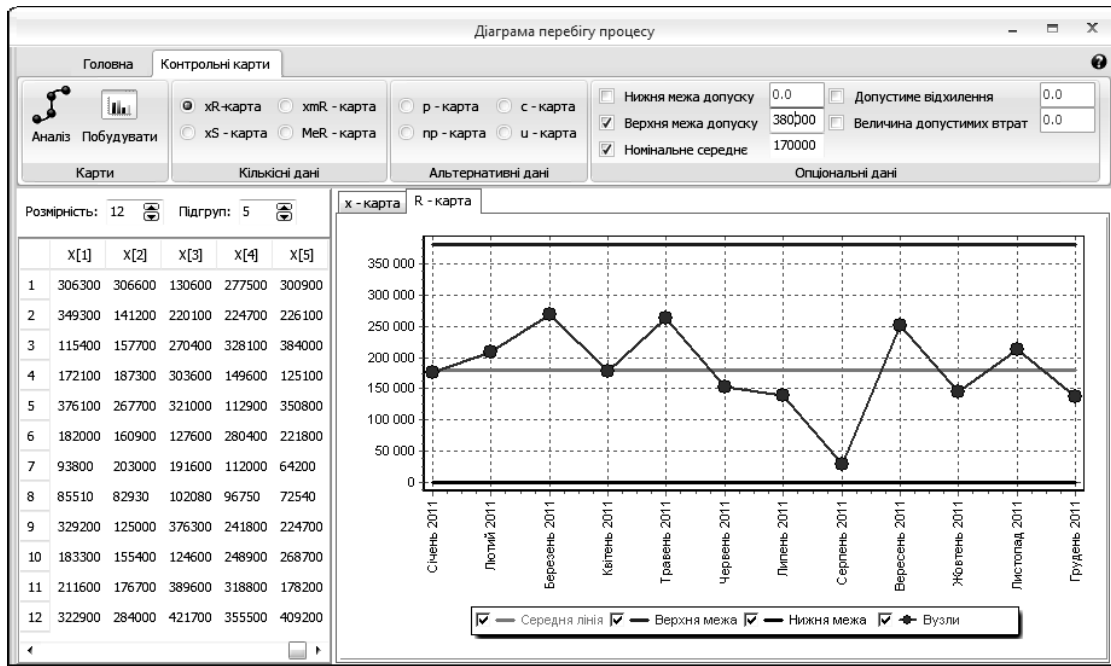 Діаграма перебігу процесу
Головна Контрольні карти
Аналіз Побудувати
Карти
xR-карта xmR - карта
xS - карта MeR - карта
Кількісні дані
p - карта c - карта
np - карта u - карта
Альтернативні дані
Нижня межа допуску 0.0 Допустиме відхилення 0.0
Верхня межа допуску 380000 Величина допустимих втрат 0.0
Номінальне середнє 170000
Опціональні дані
Розмірність: 12 Підгруп: 5
X[1] X[2] X[3] X[4] X[5]
1 306300 306600 130600 277500 300900
2 349300 141200 220100 224700 226100
3 115400 157700 270400 328100 384000
4 172100 187300 303600 149600 125100
5 376100 267700 321000 112900 350800
6 182000 160900 127600 280400 221800
7 93800 203000 191600 112000 64200
8 85510 82930 102080 96750 72540
9 329200 125000 376300 241800 224700
10 183300 155400 124600 248900 268700
11 211600 176700 389600 318800 178200
12 322900 284000 421700 355500 409200
x - карта R - карта
350 000
300 000
250 000
200 000
150 000
100 000
50 000
0
Січень 2011
Лютий 2011
Березень 2011
Квітень 2011
Травень 2011
Червень 2011
Липень 2011
Серпень 2011
Вересень 2011
Жовтень 2011
Листопад 2011
Грудень 2011
Середня лінія Верхня межа Нижня межа Вузли